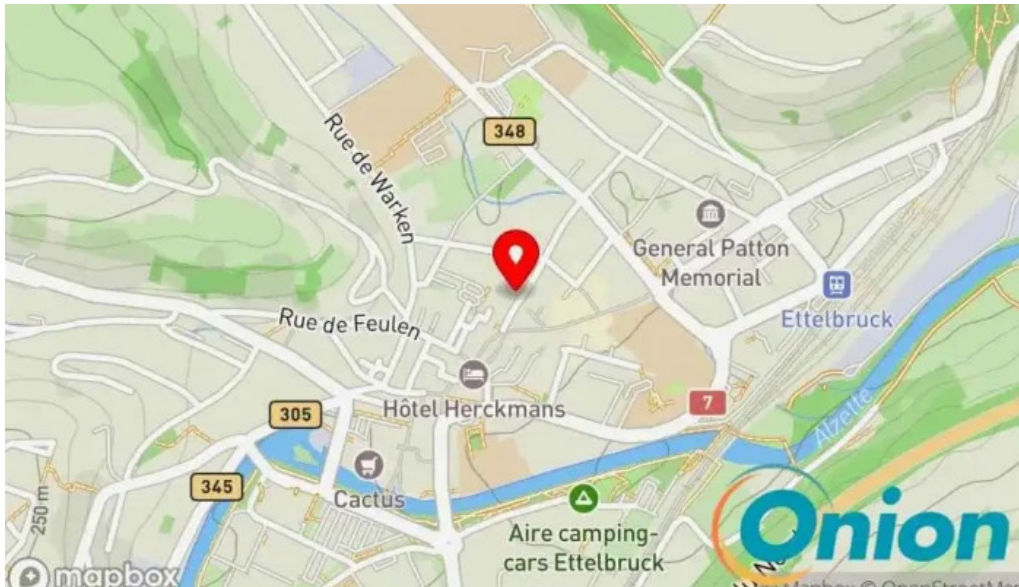 348
Rue de Warken
General Patton
Memorial
Ettelbruck
Rue de Feulen
Hôtel Herckmans
7
305
Alzette
345
Cactus
250 m
Aire camping-
cars Ettelbruck
Onion
mapbox